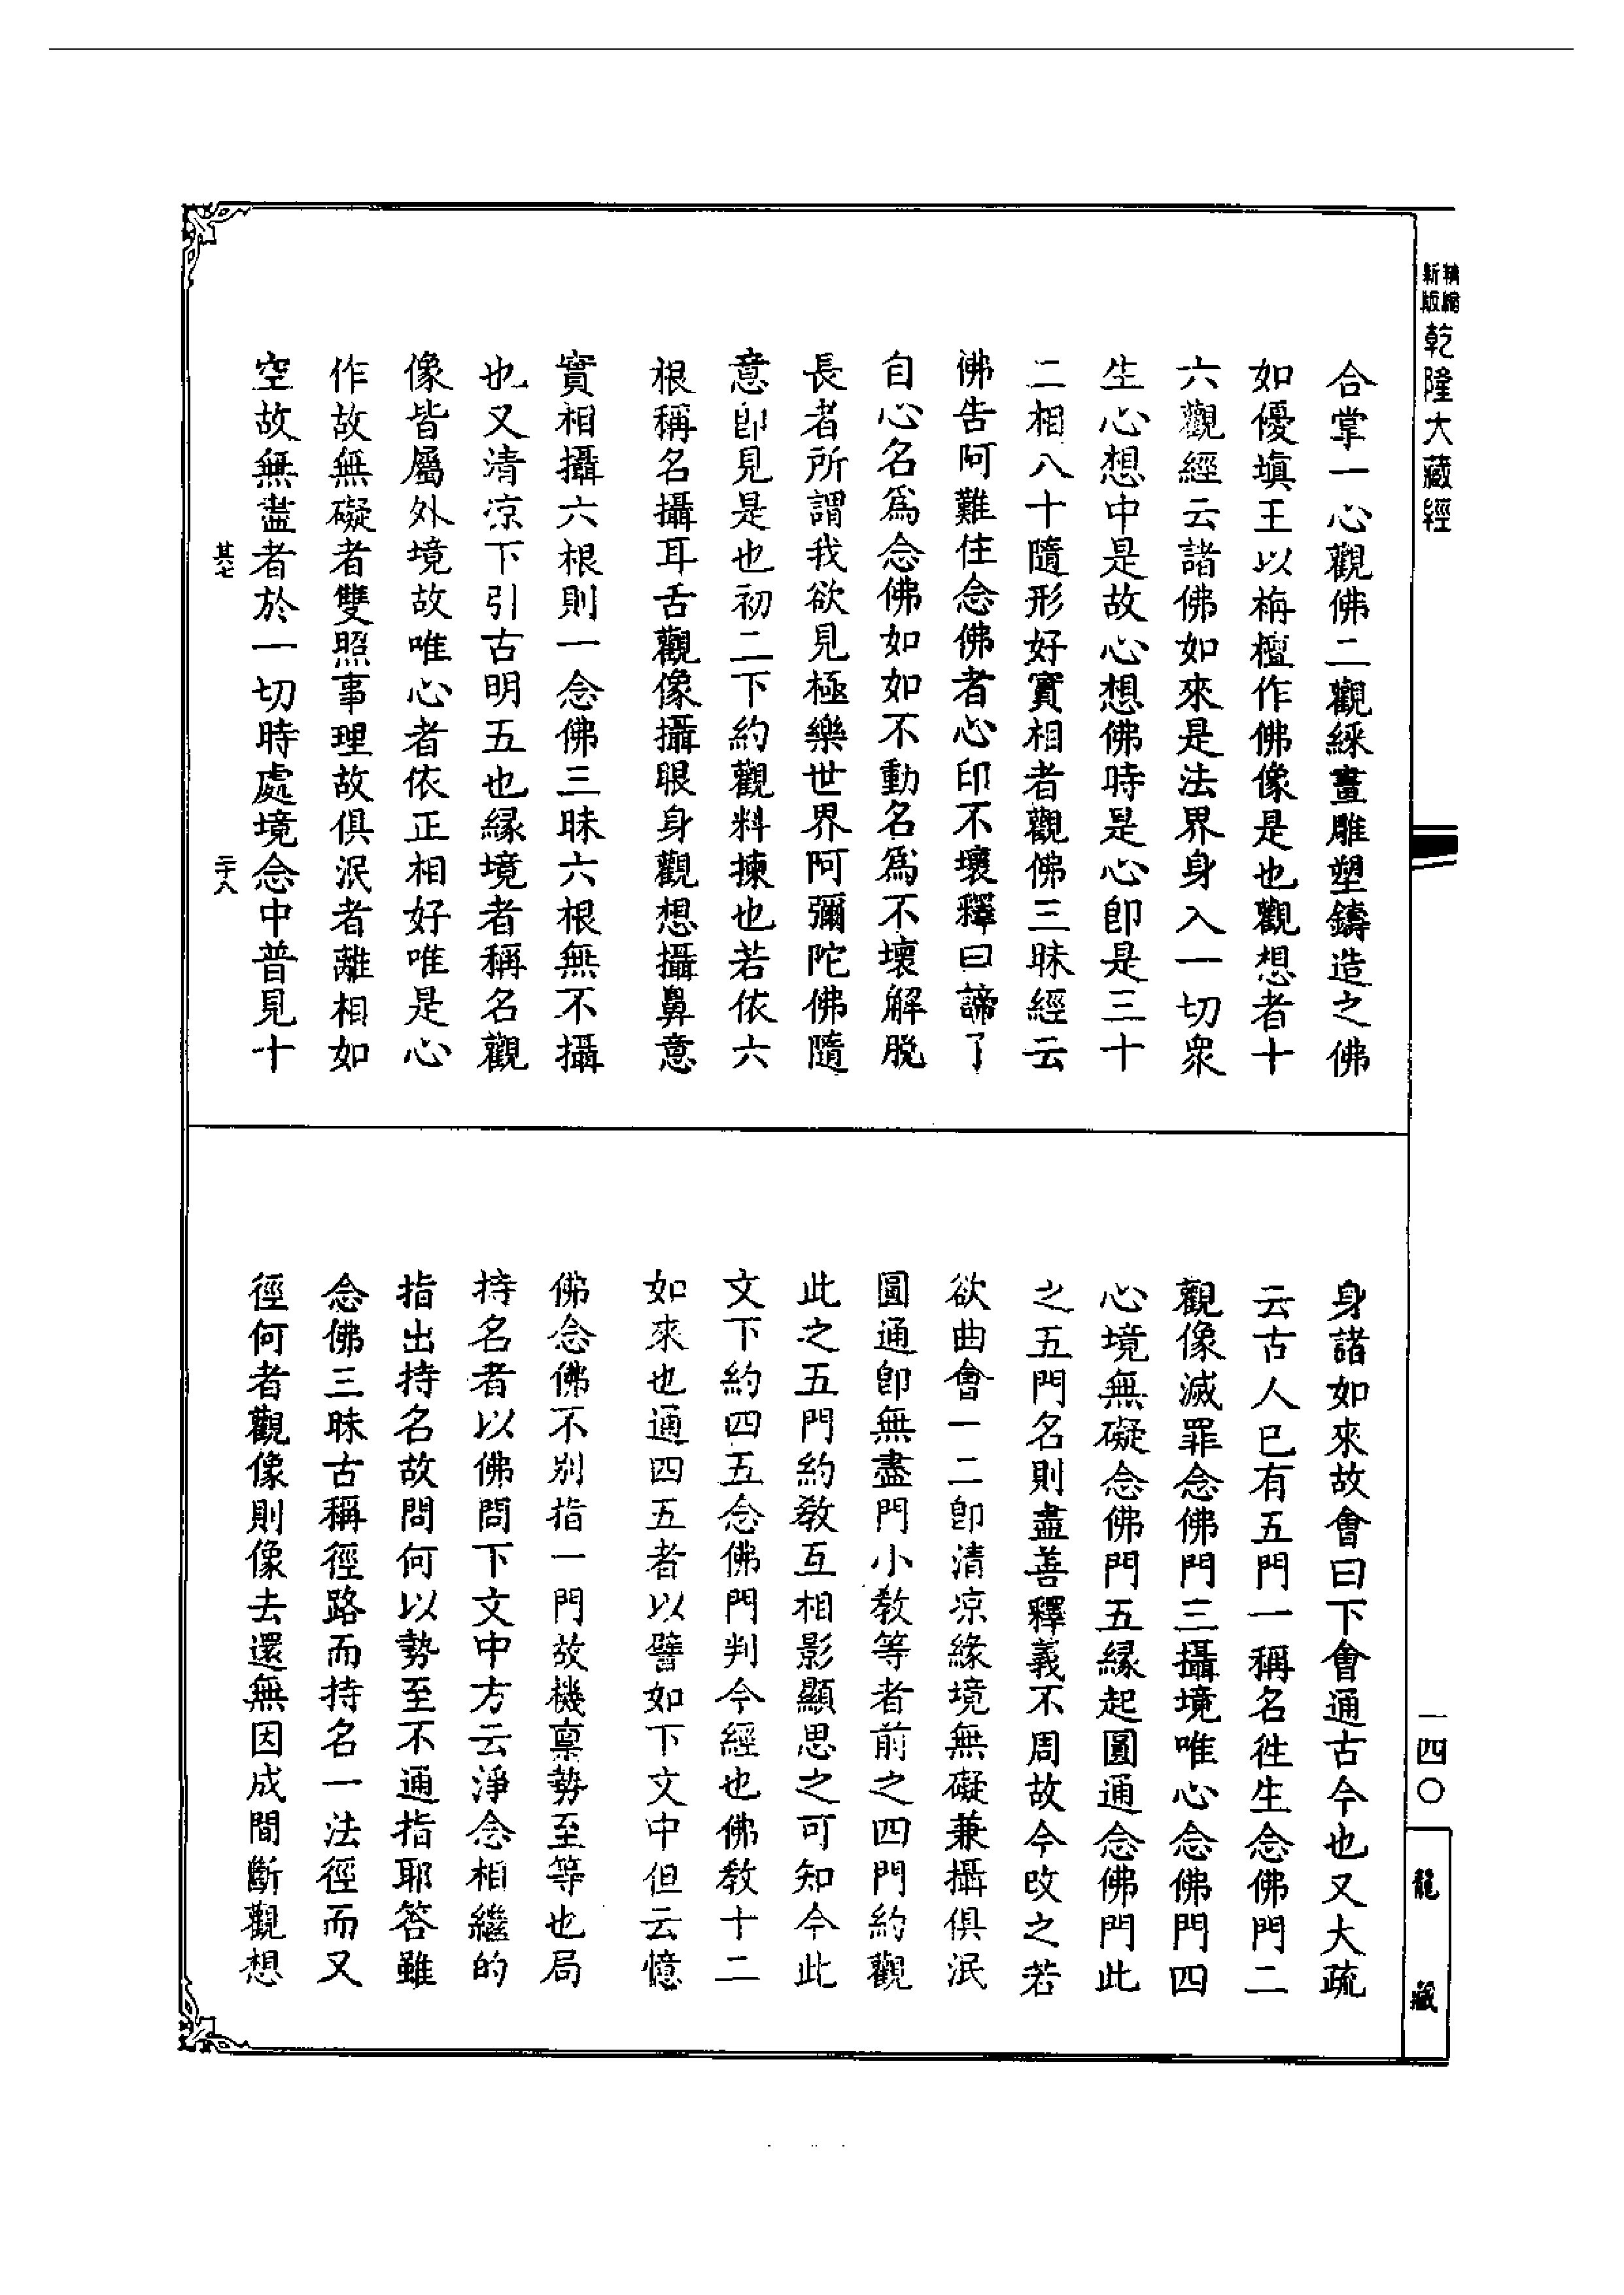 新版
精縮
乾隆大藏經
合掌一心觀佛二觀綵畫雕塑鑄造之佛
如優塡王以栴檀作佛像是也觀想者十
六觀經云諸佛如來是法界身入一切衆
生心想中是故心想佛時是心卽是三十
二相八十隨形好實相者觀佛三昧經云
佛告阿難住念佛者心印不壞釋曰諦了
自心名爲念佛如如不動名爲不壞解脫
長者所謂我欲見極樂世界阿彌陀佛隨
意卽見是也初二下約觀料揀也若依六
根稱名攝耳舌觀像攝眼身觀想攝鼻意
實相攝六根則一念佛三昧六根無不攝
也又清涼下引古明五也縁境者稱名觀
像皆屬外境故唯心者依正相好唯是心
作故無礙者雙照事理故俱泯者離相如
空故無盡者於一切時處境念中普見十
其七
二十八
身諸如來故會曰下會通古今也又大疏
云古人已有五門一稱名徃生念佛門二
觀像滅罪念佛門三攝境唯心念佛門四
心境無礙念佛門五縁起圓通念佛門此
之五門名則盡善釋義不周故今改之若
欲曲會一二卽清涼緣境無礙兼攝俱泯
圓通卽無盡門小教等者前之四門約觀
此之五門約教互相影顯思之可知今此
文下約四五念佛門判今經也佛教十二
如來也通四五者以譬如下文中但云憶
佛念佛不別指一門故機稟勢至等也局
持名者以佛問下文中方云淨念相繼的
指出持名故問何以勢至不通指耶答雖
念佛三昧古稱徑路而持名一法徑而又
徑何者觀像則像去還無因成間斷觀想
一四〇
龍藏